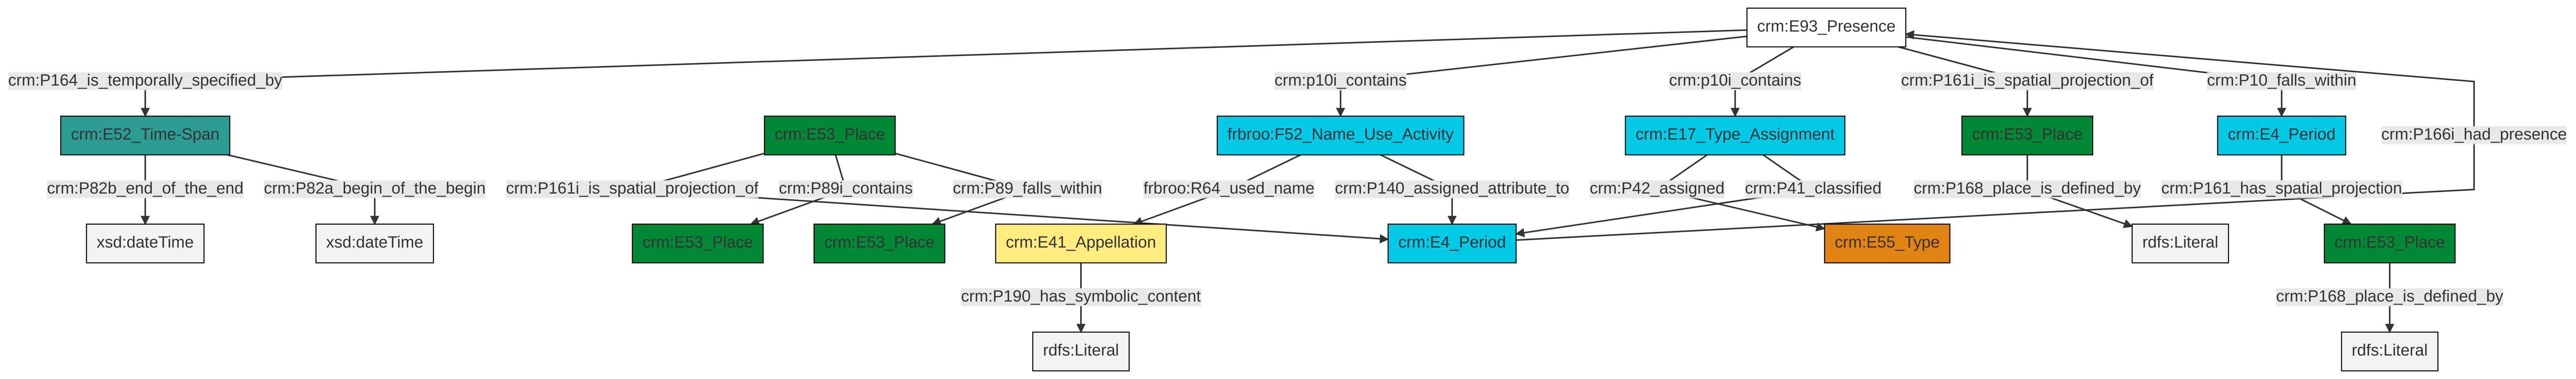 crm:E93_Presence
crm:P164_is_temporally_specified_by
crm:p10i_contains
crm:p10i_contains
crm:P161i_is_spatial_projection_of
crm:P10_falls_within
crm:E52_Time-Span
crm:E53_Place
frbroo:F52_Name_Use_Activity
crm:E17_Type_Assignment
crm:E53_Place
crm:E4_Period
crm:P166i_had_presence
crm:P82b_end_of_the_end
crm:P82a_begin_of_the_begin
crm:P161i_is_spatial_projection_of
crm:P89i_contains
crm:P89_falls_within
frbroo:R64_used_name
crm:P140_assigned_attribute_to
crm:P42_assigned
crm:P41_classified
crm:P168_place_is_defined_by
crm:P161_has_spatial_projection
xsd:dateTime
xsd:dateTime
crm:E53_Place
crm:E53_Place
crm:E41_Appellation
crm:E4_Period
crm:E55_Type
rdfs:Literal
crm:E53_Place
crm:P190_has_symbolic_content
crm:P168_place_is_defined_by
rdfs:Literal
rdfs:Literal